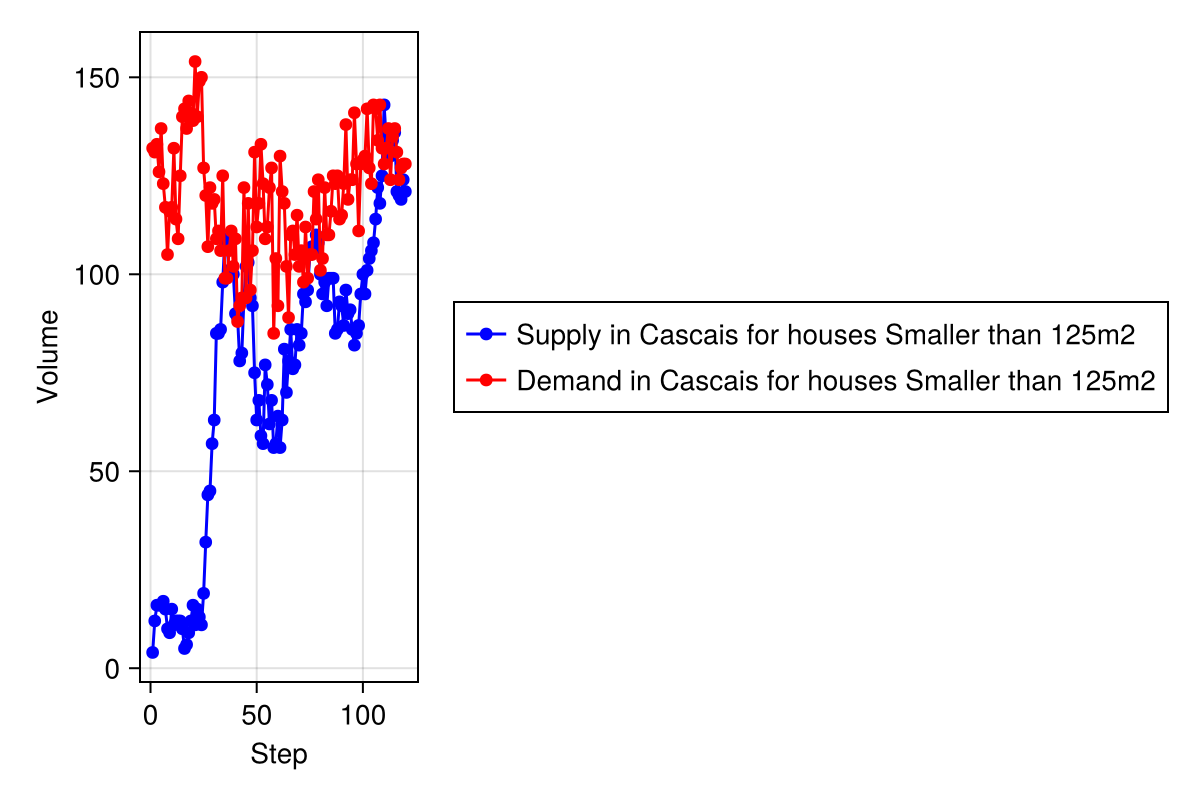 150
100
50
0
Volume
0 50 100
Step
Supply in Cascais for houses Smaller than 125m2
Demand in Cascais for houses Smaller than 125m2